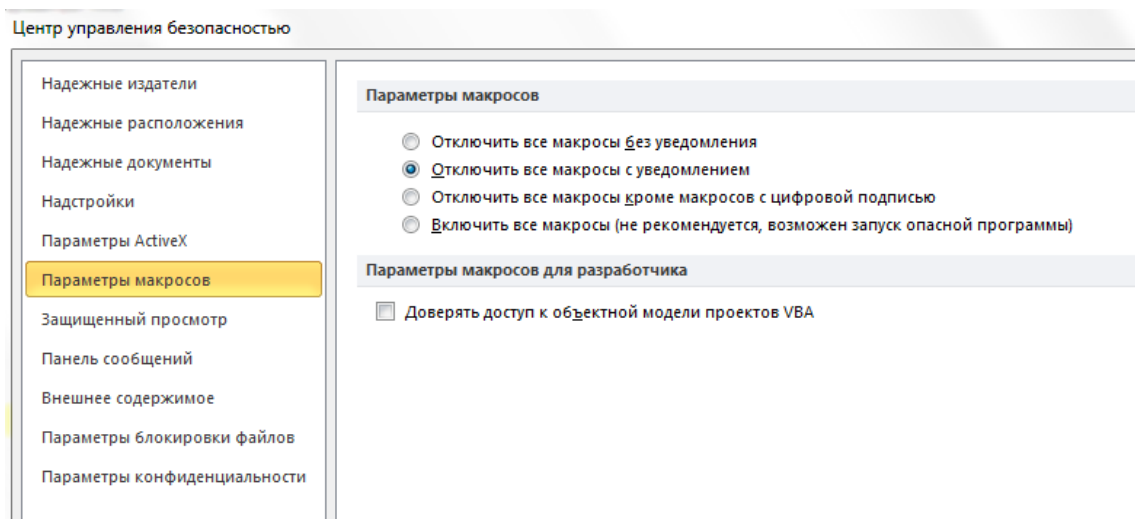 Центр управления безопасностью
Надежные издатели
Надежные расположения
Надежные документы
Надстройки
Параметры ActiveX
Параметры макросов
Защищенный просмотр
Панель сообщений
Внешнее содержимое
Параметры блокировки файлов
Параметры конфиденциальности
Параметры макросов
Отключить все макросы без уведомления
Отключить все макросы с уведомлением
Отключить все макросы кроме макросов с цифровой подписью
Включить все макросы (не рекомендуется, возможен запуск опасной программы)
Параметры макросов для разработчика
Доверять доступ к объектной модели проектов VBA